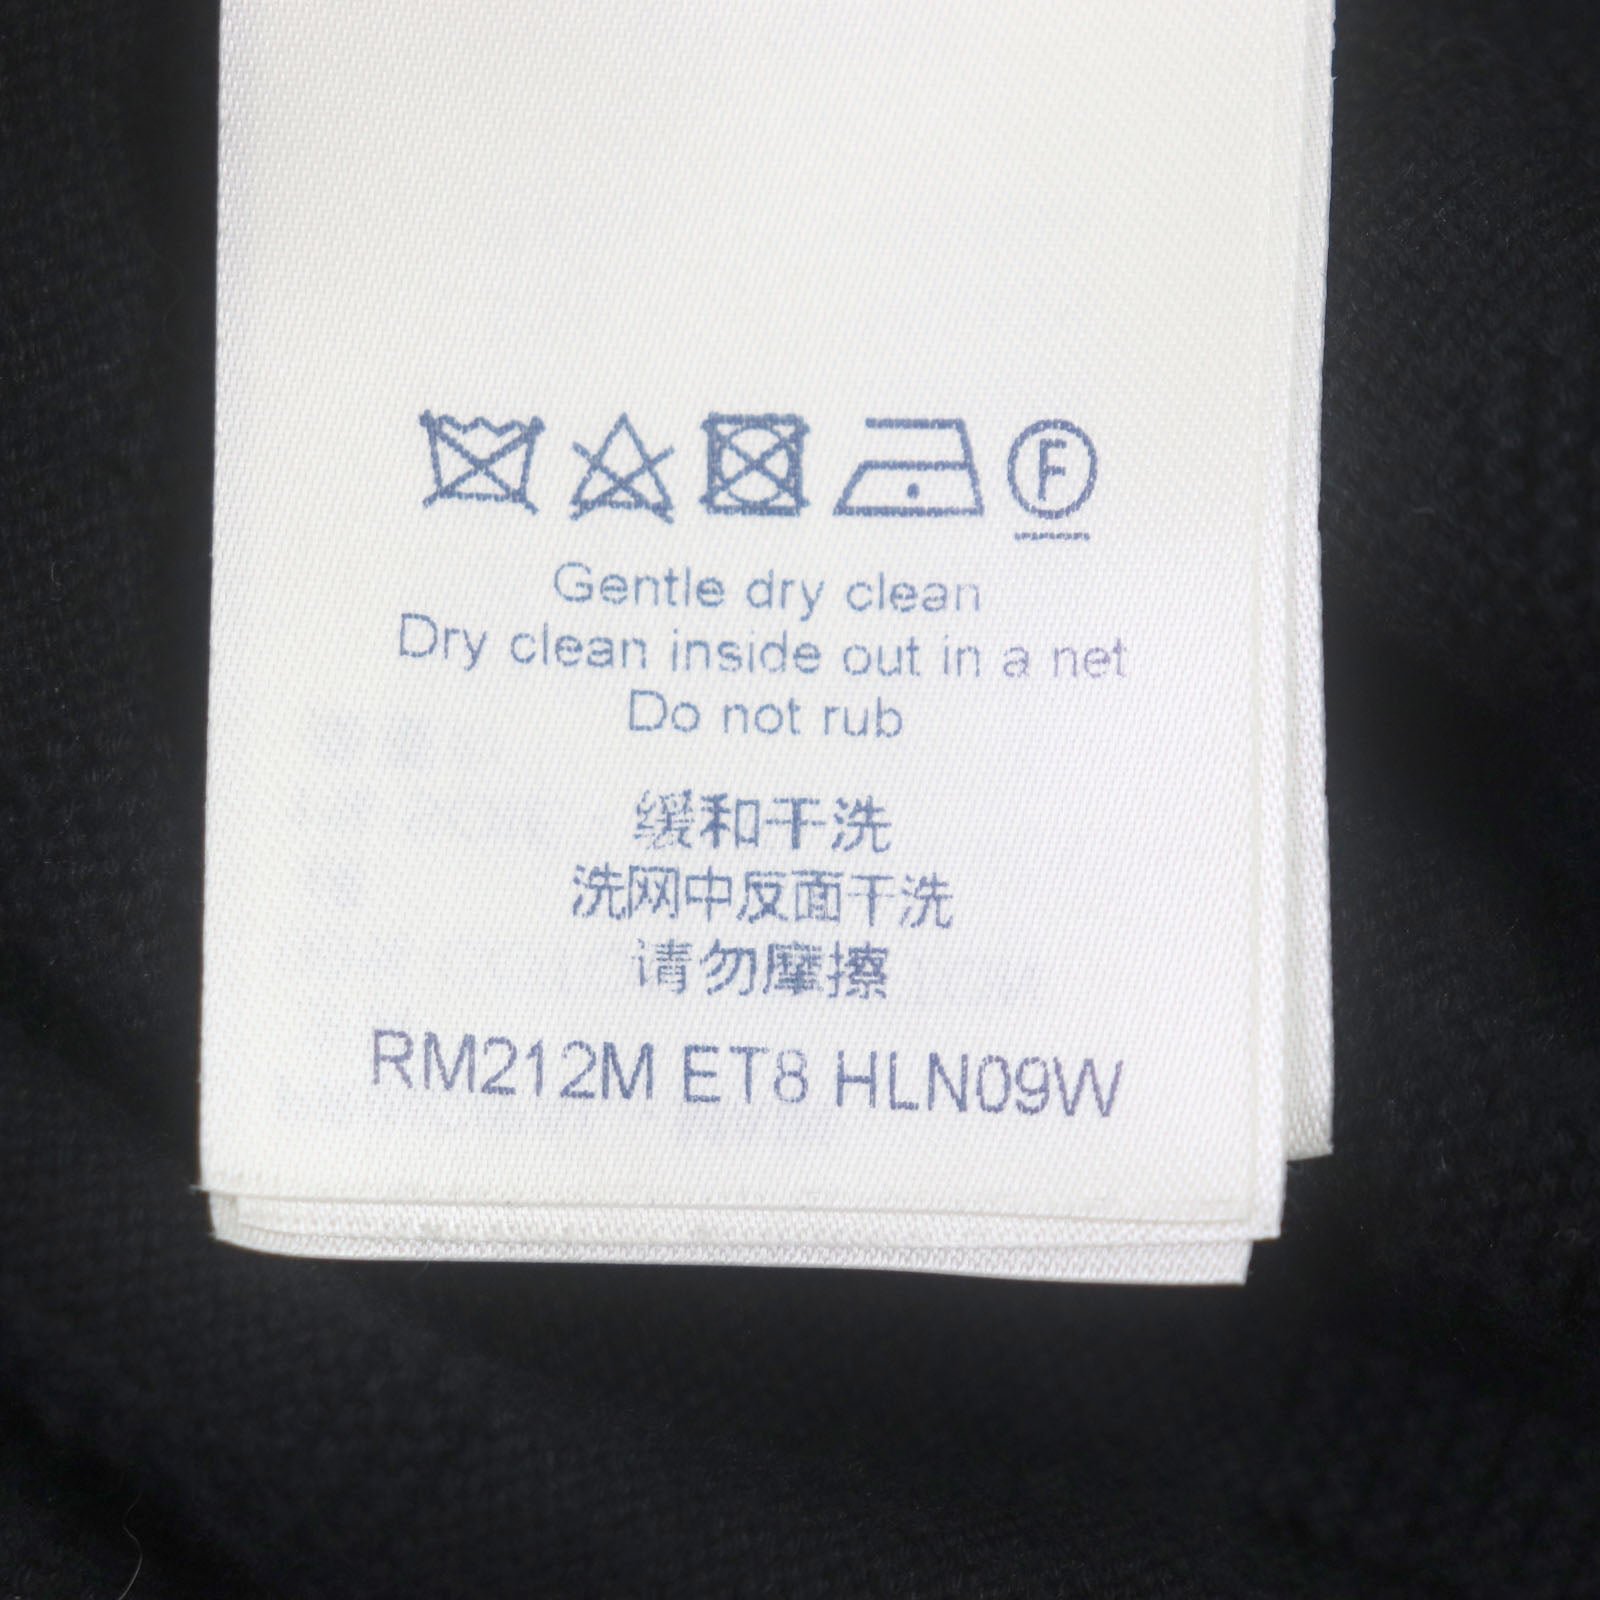 F
Gentle dry clean
Dry clean inside out in a net
Do not rub
缓和干洗
洗网中反面干洗
请勿摩擦
RM212M ET8 HLN09W